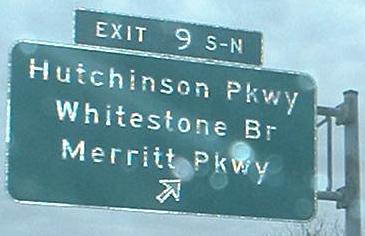 EXIT 9 S-N
Hutchinson Pkwy
Whitestone Br
Merritt Pkwy